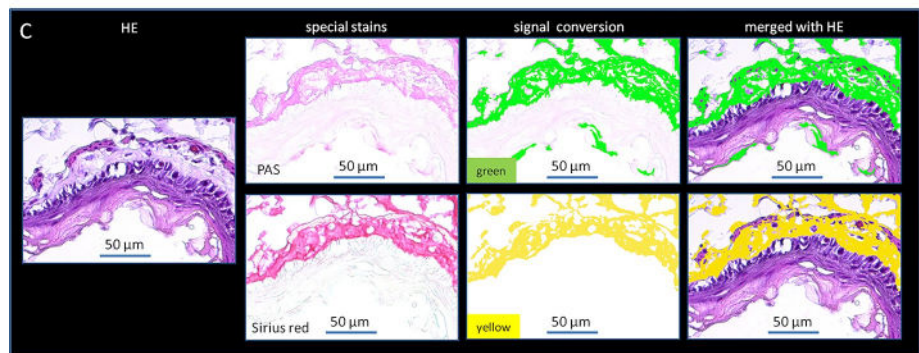 C
HE
special stains
signal conversion
merged with HE
50 µm
PAS
50 µm
green
50 µm
50 µm
Sirius red
50 µm
yellow
50 µm
50 µm